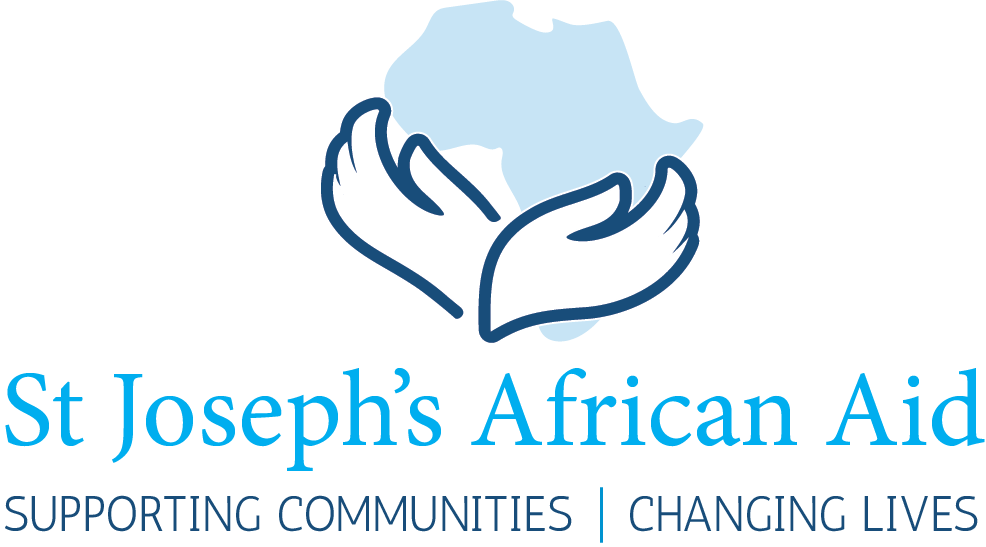 St Joseph’s African Aid
SUPPORTING COMMUNITIES | CHANGING LIVES